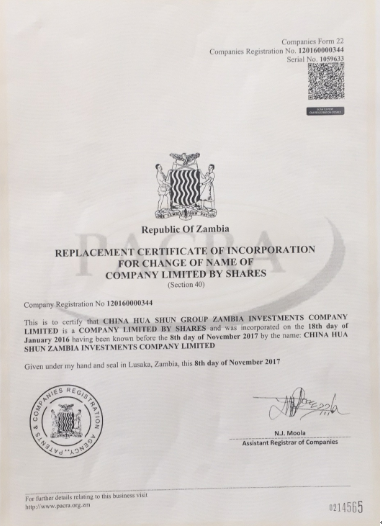 Companies Form 22
Companies Registration No. 120160000344
Serial No. 1059633
PACRA
Republic Of Zambia
REPLACEMENT CERTIFICATE OF INCORPORATION
FOR CHANGE OF NAME OF
COMPANY LIMITED BY SHARES
(Section 40)
Company Registration No 120160000344
This is to certify that CHINA HUA SHUN GROUP ZAMBIA INVESTMENTS COMPANY
LIMITED is a COMPANY LIMITED BY SHARES and was incorporated on the 18th day of
January 2016 having been known before the 8th day of November 2017 by the name: CHINA HUA
SHUN ZAMBIA INVESTMENTS COMPANY LIMITED
Given under my hand and seal in Lusaka, Zambia, this 8th day of November 2017
PATENTS & COMPANIES REGISTRATION AGENCY
N.J. Moola
Assistant Registrar of Companies
For further details relating to this business visit
http://www.pacra.org.zm
0214565